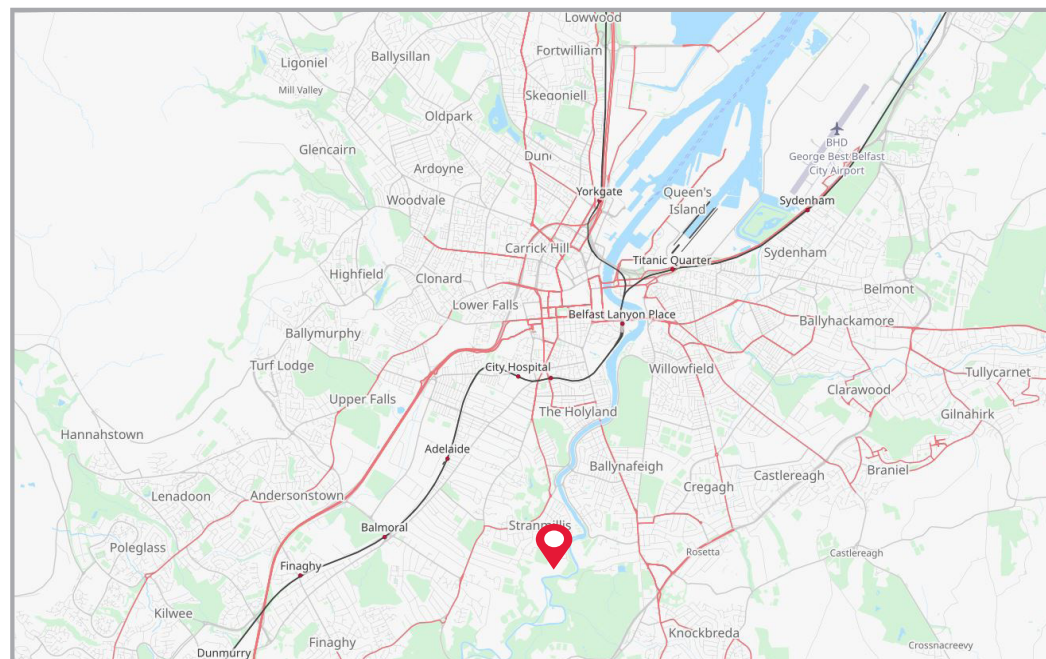 Lowwood
Ballysillan
Fortwilliam
Ligoniel
Mill Valley
Skegoniell
Oldpark
BHD
George Best Belfast
City Airport
Glencairn
Dun
Ardoyne
Yorkgate
Queen's
Island
Woodvale
Sydenham
Carrick Hill
Sydenham
Titanic Quarter
Highfield
Clonard
Belmont
Lower Falls
Belfast Lanyon Place
Ballyhackamore
Ballymurphy
Turf Lodge
City Hospital
Willowfield
Tullycarnet
Clarawood
Upper Falls
The Holyland
Gilnahirk
Hannahstown
Adelaide
Ballynafeigh
Castlereagh
Braniel
Cregagh
Lenadoon
Andersonstown
Balmoral
Stranmillis
Poleglass
Rosetta
Castlereagh
Finaghy
Kilwee
Knockbreda
Finaghy
Crossnacreevy
Dunmurry